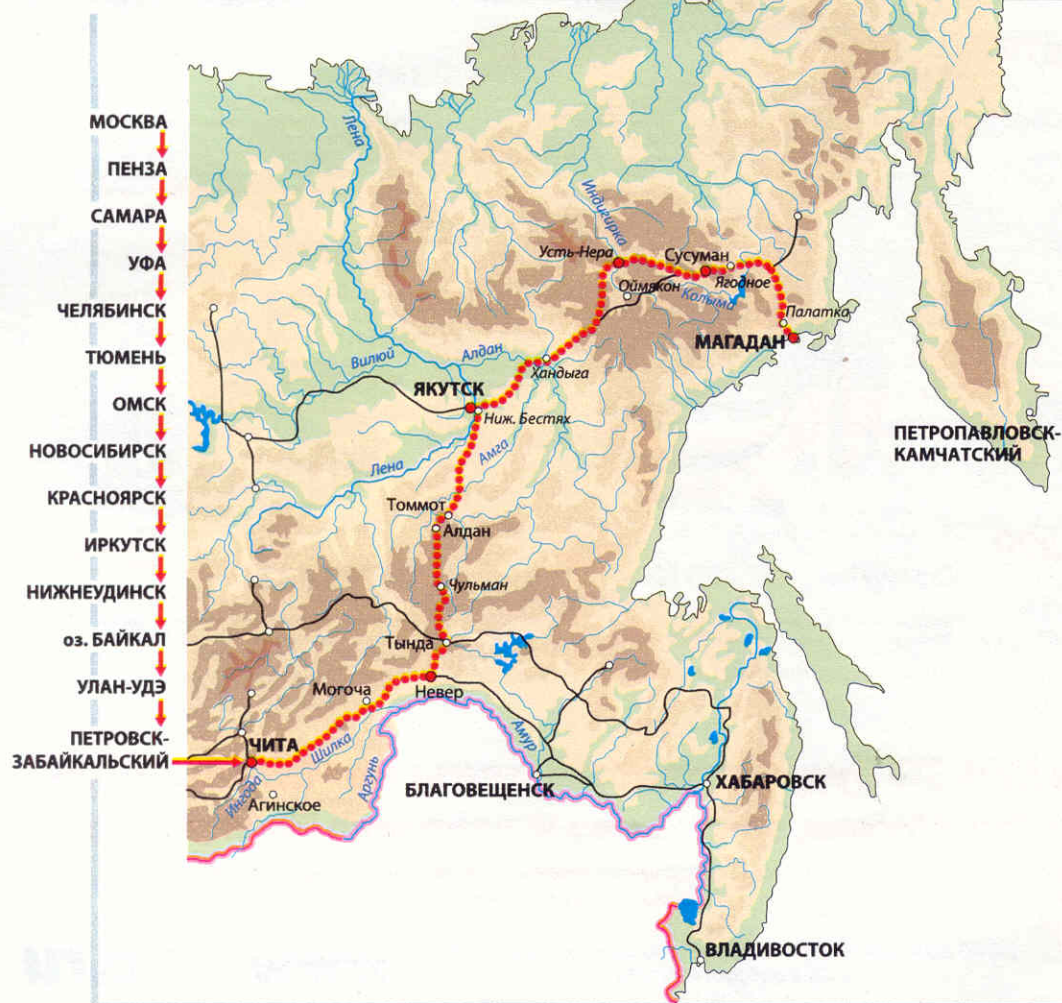 МОСКВА
ПЕНЗА
САМАРА
УФА
ЧЕЛЯБИНСК
ТЮМЕНЬ
ОМСК
НОВОСИБИРСК
КРАСНОЯРСК
ИРКУТСК
НИЖНЕУДИНСК
оз. БАЙКАЛ
УЛАН-УДЭ
ПЕТРОВСК-
ЗАБАЙКАЛЬСКИЙ
Лена
Индигирка
Усть-Нера
Сусуман
Оймякон
Ягодное
Колыма
Палатка
МАГАДАН
Вилюй
Алдан
Хандыга
ЯКУТСК
Ниж. Бестях
Амга
Лена
ПЕТРОПАВЛОВСК-
КАМЧАТСКИЙ
Томмот
Алдан
Чульман
Тында
Могоча
Невер
ЧИТА
Шилка
Амур
Ингода
Агинское
Аргунь
БЛАГОВЕЩЕНСК
ХАБАРОВСК
ВЛАДИВОСТОК